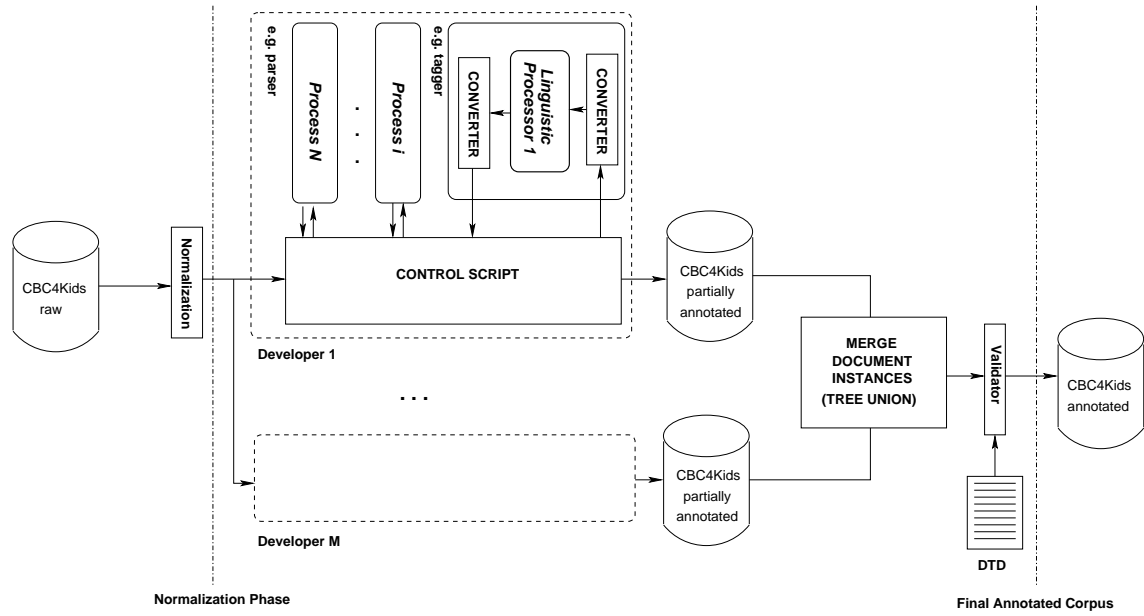 e.g. parser
Process N
. . .
Process i
e.g. tagger
CONVERTER
Linguistic
Processor 1
CONVERTER
CBC4Kids
raw
Normalization
CONTROL SCRIPT
CBC4Kids
partially
annotated
Developer 1
. . .
MERGE
DOCUMENT
INSTANCES
(TREE UNION)
Validator
CBC4Kids
annotated
CBC4Kids
partially
annotated
Developer M
DTD
Normalization Phase
Final Annotated Corpus